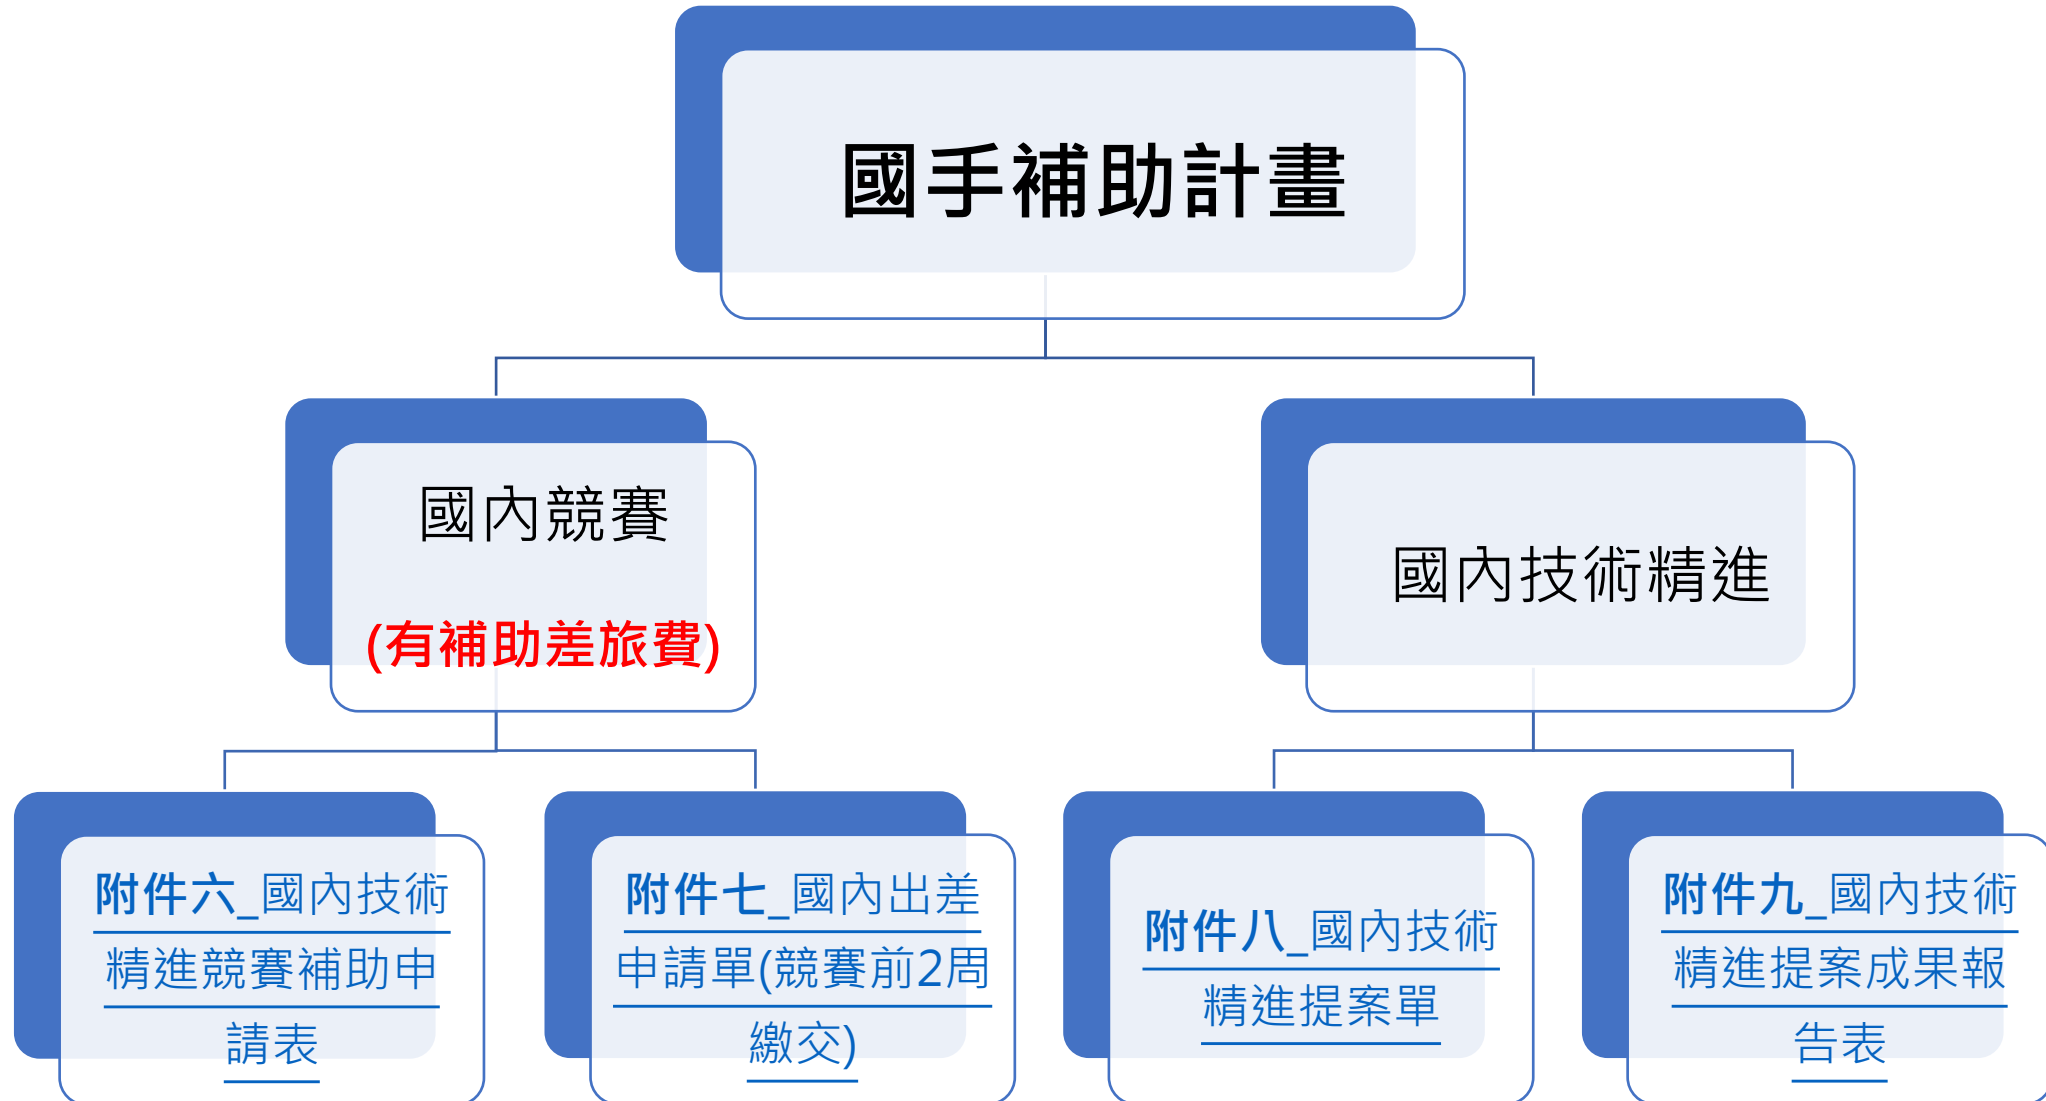 國手補助計畫
國內競賽
(有補助差旅費)
國內技術精進
附件六_國內技術
精進競賽補助申
請表
附件七_國內出差
申請單(競賽前2周
繳交)
附件八_國內技術
精進提案單
附件九_國內技術
精進提案成果報
告表